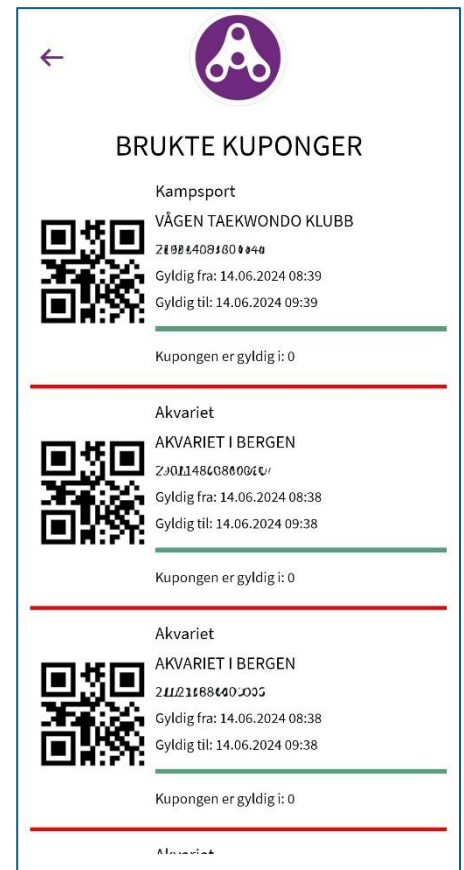 BRUKTE KUPONGER
Kampsport
VÅGEN TAEKWONDO KLUBB
Gyldig fra: 14.06.2024 08:39
Gyldig til: 14.06.2024 09:39
Kupongen er gyldig i: 0
Akvariet
AKVARIET I BERGEN
Gyldig fra: 14.06.2024 08:38
Gyldig til: 14.06.2024 09:38
Kupongen er gyldig i: 0
Akvariet
AKVARIET I BERGEN
Gyldig fra: 14.06.2024 08:38
Gyldig til: 14.06.2024 09:38
Kupongen er gyldig i: 0